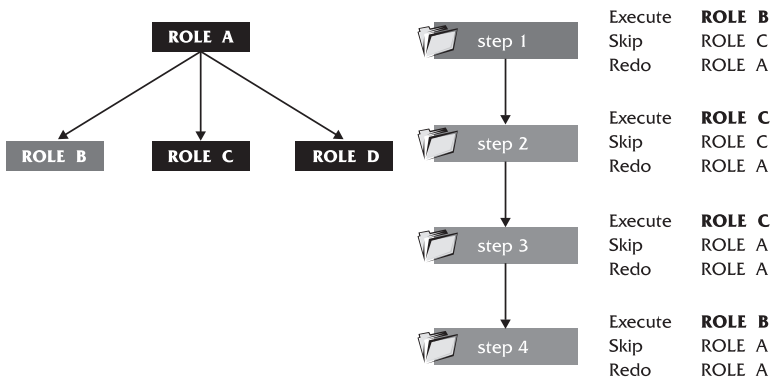 ROLE A
ROLE B
ROLE C
ROLE D
step 1
Execute ROLE B
Skip ROLE C
Redo ROLE A
step 2
Execute ROLE C
Skip ROLE C
Redo ROLE A
step 3
Execute ROLE C
Skip ROLE A
Redo ROLE A
step 4
Execute ROLE B
Skip ROLE A
Redo ROLE A